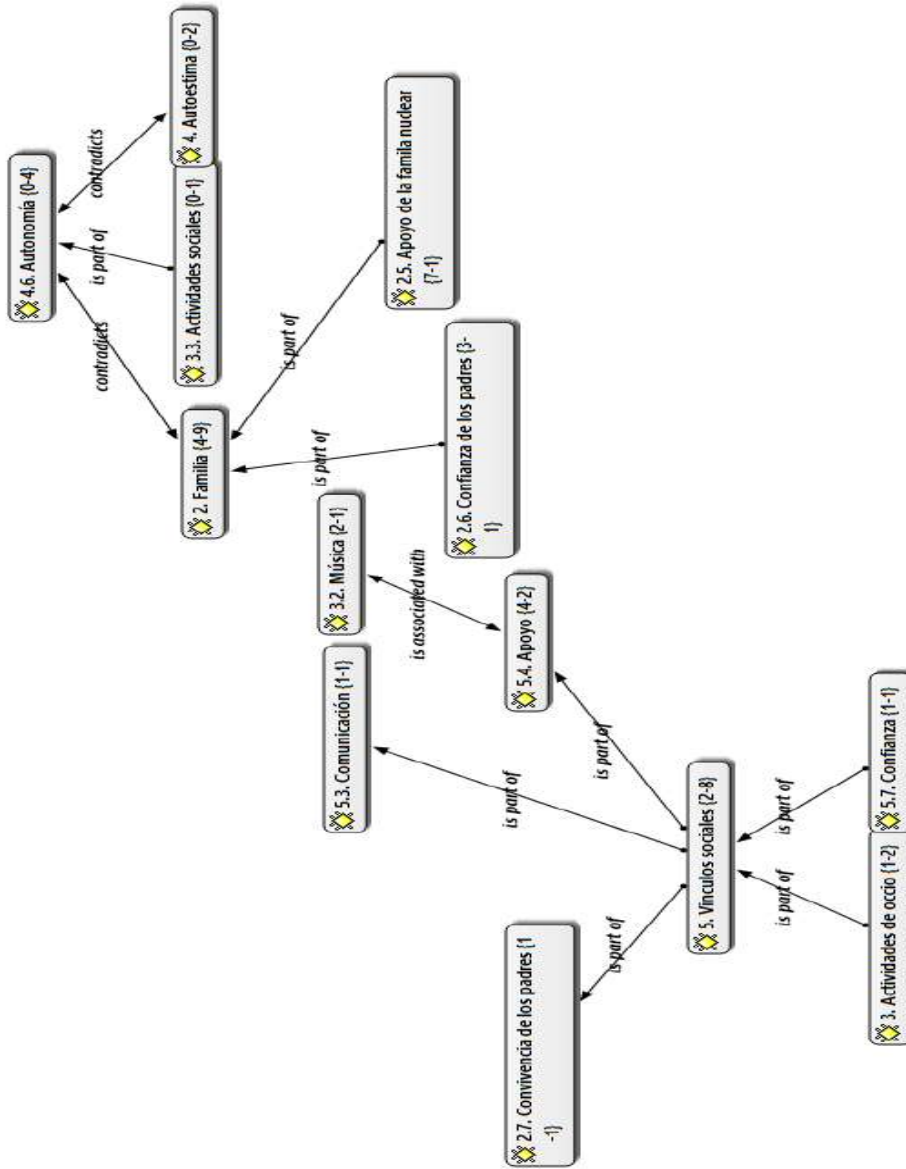 4.6. Autonomía {0-4}
contradicts
is part of
contradicts
2. Familia {4-9}
3.3. Actividades sociales {0-1}
4. Autoestima {0-2}
is part of
is part of
5.3. Comunicación {1-1}
3.2. Música {2-1}
2.5. Apoyo de la famila nuclear
{7-1}
is associated with
2.6. Confianza de los padres {3-
1}
is part of
2.7. Convivencia de los padres {1
-1}
5.4. Apoyo {4-2}
is part of
is part of
5. Vínculos sociales {2-8}
is part of
is part of
3. Actividades de occio {1-2}
5.7. Confianza {1-1}